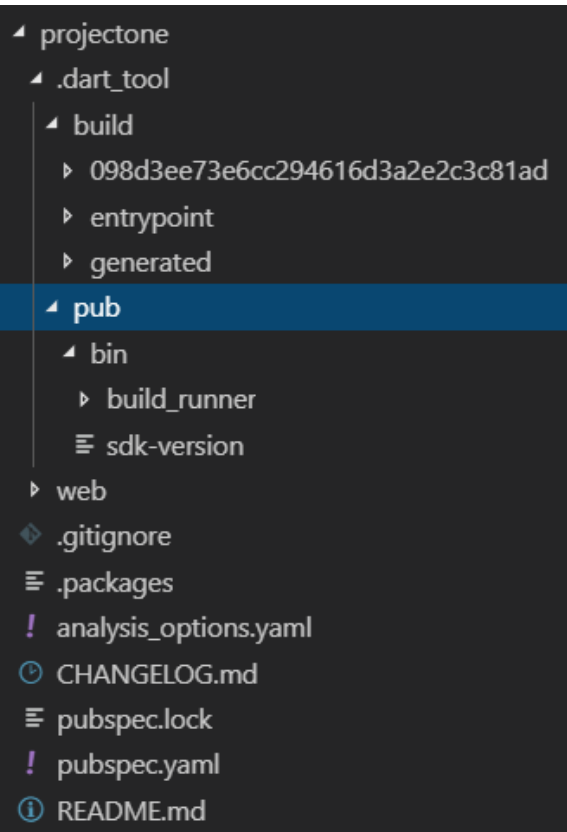 projectone
.dart_tool
build
098d3ee73e6cc294616d3a2e2c3c81ad
entrypoint
generated
pub
bin
build_runner
sdk-version
web
.gitignore
.packages
analysis_options.yaml
CHANGELOG.md
pubspec.lock
pubspec.yaml
README.md